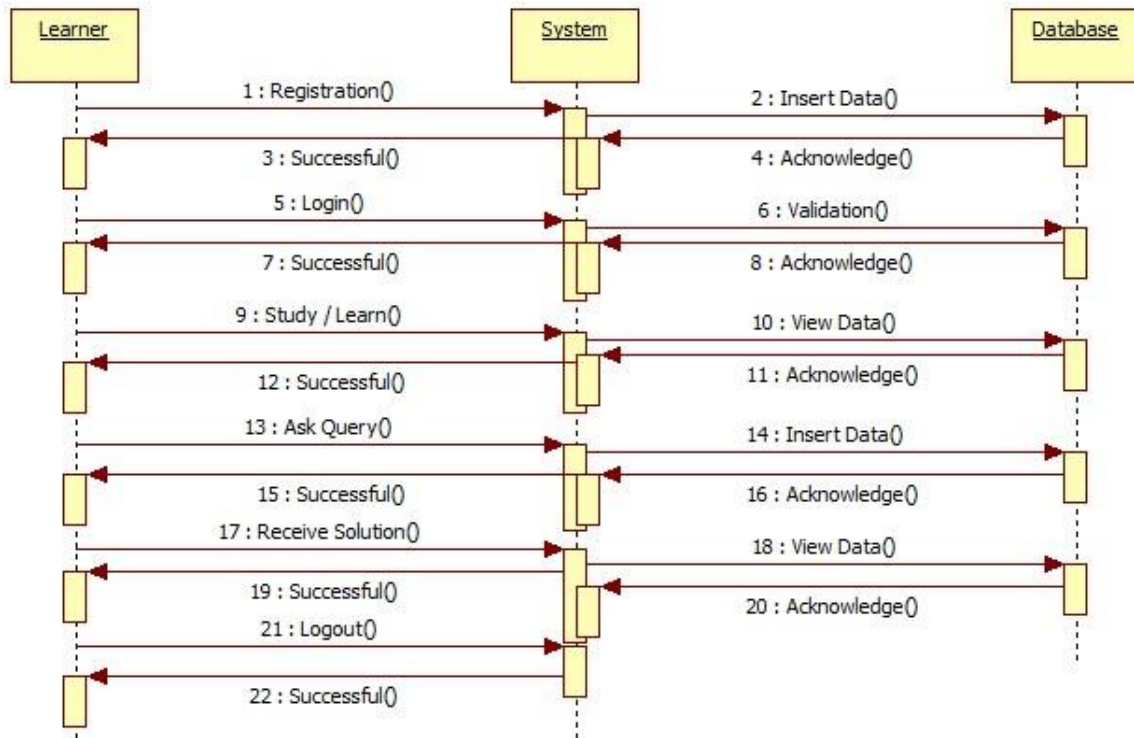 Learner
System
Database
1 : Registration()
2 : Insert Data()
3 : Successful()
4 : Acknowledge()
5 : Login()
6 : Validation()
7 : Successful()
8 : Acknowledge()
9 : Study / Learn()
10 : View Data()
11 : Acknowledge()
12 : Successful()
13 : Ask Query()
14 : Insert Data()
15 : Successful()
16 : Acknowledge()
17 : Receive Solution()
18 : View Data()
19 : Successful()
20 : Acknowledge()
21 : Logout()
22 : Successful()